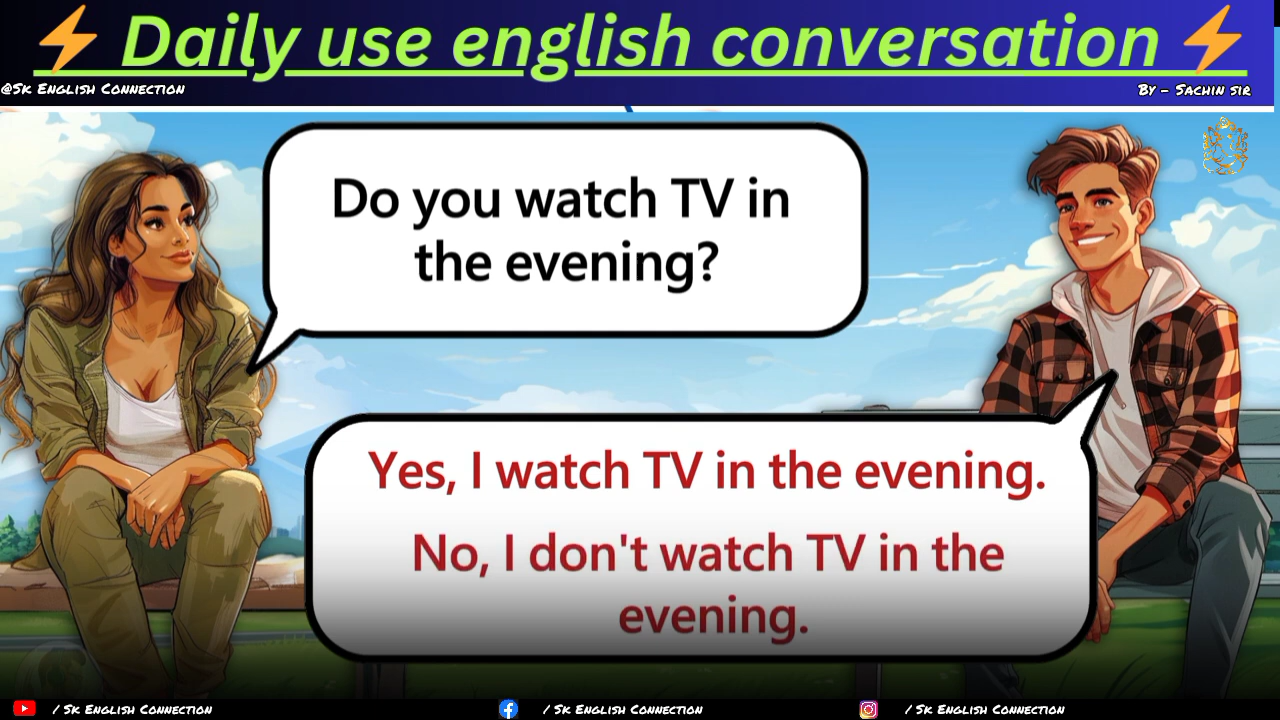 ⚡ Daily use english conversation ⚡
@Sk English Connection
By - Sachin sir
Do you watch TV in
the evening?
Yes, I watch TV in the evening.
No, I don't watch TV in the
evening.
/ Sk English Connection
/ Sk English Connection
/ Sk English Connection